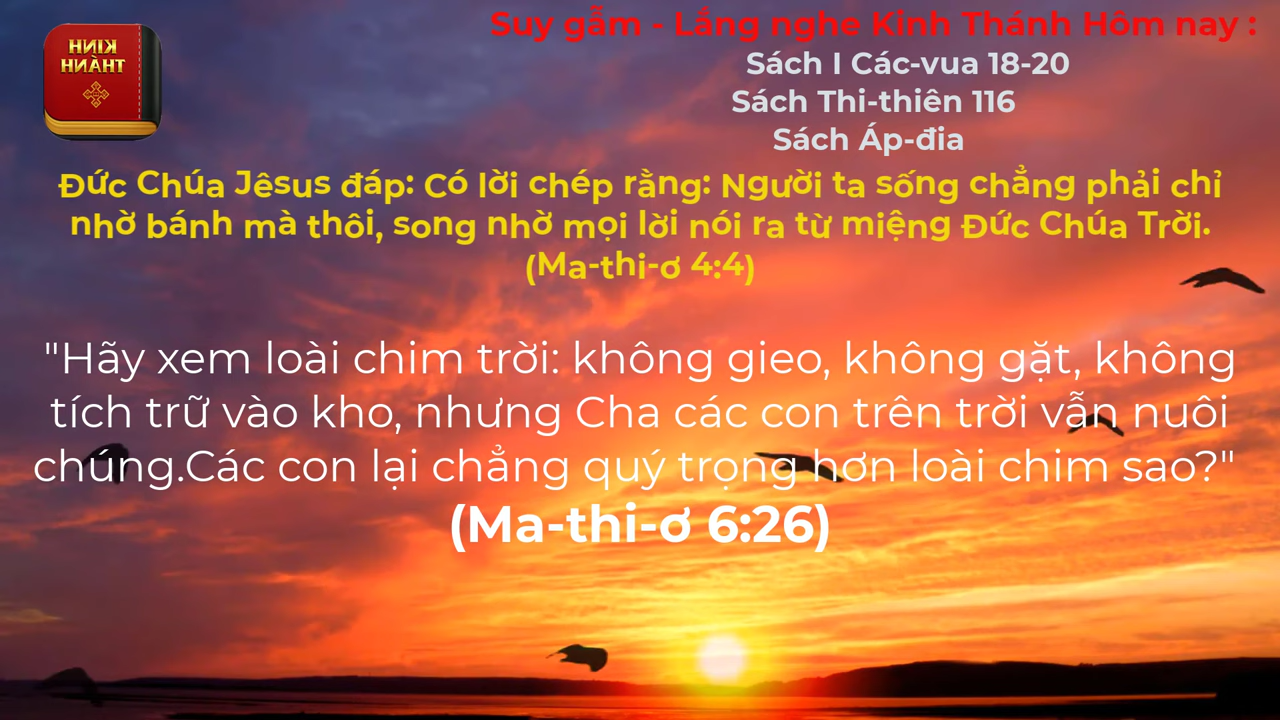 KINH
THÁNH
Suy gẫm - Lắng nghe Kinh Thánh Hôm nay :
Sách I Các-vua 18-20
Sách Thi-thiên 116
Sách Áp-đia
Đức Chúa Jêsus đáp: Có lời chép rằng: Người ta sống chẳng phải chỉ
nhờ bánh mà thôi, song nhờ mọi lời nói ra từ miệng Đức Chúa Trời.
(Ma-thi-ơ 4:4)
"Hãy xem loài chim trời: không gieo, không gặt, không
tích trữ vào kho, nhưng Cha các con trên trời vẫn nuôi
chúng.Các con lại chẳng quý trọng hơn loài chim sao?"
(Ma-thi-ơ 6:26)